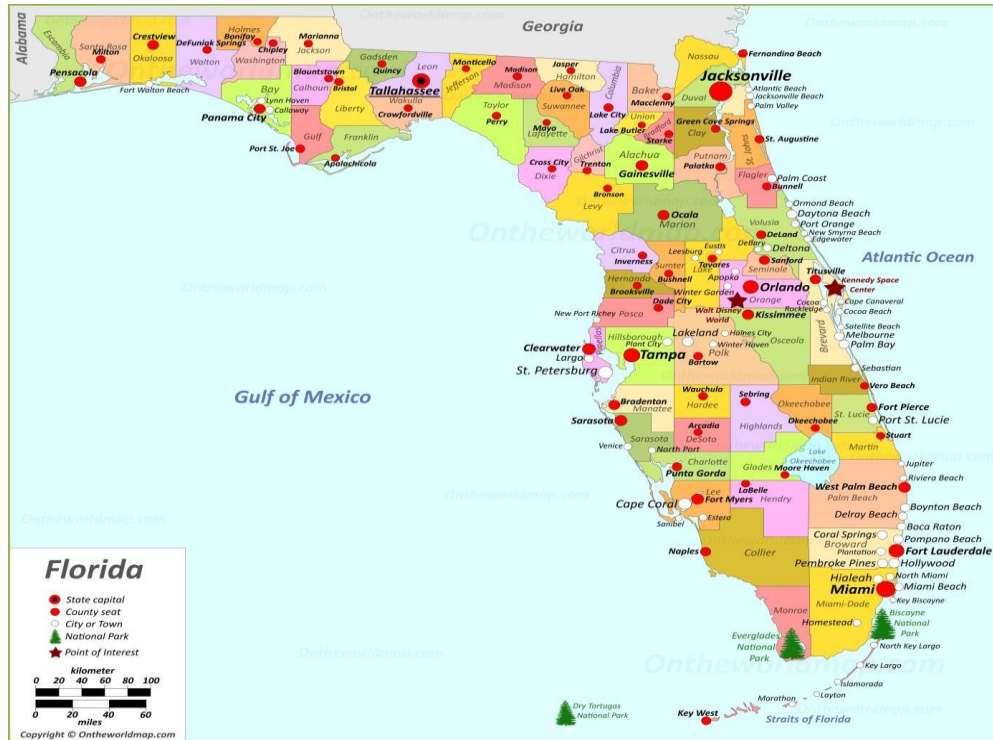 Ontheworldmap.com
Georgia
Alabama
Escambia
Santa Rosa
Milton
Pensacola
Crestview
Okaloosa
Fort Walton Beach
DeFuniak Springs
Walton
Holmes
Bonifay
Chipley
Washington
Marianna
Jackson
Bay
Lynn Haven
Callaway
Panama City
Blountstown
Calhoun
Bristol
Liberty
Gulf
Port St. Joe
Franklin
Apalachicola
Gadsden
Quincy
Leon
Tallahassee
Wakulla
Crawfordville
Monticello
Jefferson
Madison
Madison
Taylor
Perry
Jasper
Hamilton
Live Oak
Suwannee
Mayo
Lafayette
Cross City
Dixie
Columbia
Lake City
Baker
Macclenny
Union
Lake Butler
Bradford
Starke
Gilchrist
Trenton
Alachua
Gainesville
Bronson
Levy
Nassau
Fernandina Beach
Jacksonville
Duval
Atlantic Beach
Jacksonville Beach
Palm Valley
Green Cove Springs
Clay
St. Johns
St. Augustine
Putnam
Palatka
Flagler
Palm Coast
Bunnell
Ocala
Marion
Volusia
Ormond Beach
Daytona Beach
Port Orange
New Smyrna Beach
Edgewater
DeLand
DeBary
Deltona
Atlantic Ocean
Citrus
Inverness
Sumter
Bushnell
Leesburg
Eustis
Tavares
Lake
Sanford
Seminole
Titusville
Kennedy Space
Center
Hernando
Brooksville
Apopka
Winter Garden
Orlando
Orange
Walt Disney
World
Kissimmee
Cocoa
Rockledge
Cape Canaveral
Cocoa Beach
Satellite Beach
Melbourne
Palm Bay
Brevard
Dade City
Pasco
New Port Richey
Pinellas
Clearwater
Largo
St. Petersburg
Hillsborough
Plant City
Tampa
Lakeland
Haines City
Winter Haven
Polk
Bartow
Osceola
Sebastian
Indian River
Vero Beach
Gulf of Mexico
Bradenton
Manatee
Wauchula
Hardee
Sebring
Highlands
Okeechobee
Okeechobee
St. Lucie
Fort Pierce
Port St. Lucie
Sarasota
Sarasota
Venice
North Port
Arcadia
DeSoto
Martin
Stuart
Lake
Okeechobee
Charlotte
Punta Gorda
Glades
Moore Haven
Jupiter
Riviera Beach
West Palm Beach
Palm Beach
Lee
Cape Coral
Fort Myers
Sanibel
Estero
LaBelle
Hendry
Boynton Beach
Delray Beach
Boca Raton
Coral Springs
Pompano Beach
Broward
Plantation
Fort Lauderdale
Pembroke Pines
Hollywood
Naples
Collier
Hialeah
North Miami
Miami
Miami Beach
Key Biscayne
Miami-Dade
Homestead
Monroe
Everglades
National
Park
Biscayne
National
Park
North Key Largo
Key Largo
Islamorada
Layton
Marathon
Key West
Straits of Florida
Dry Tortugas
National Park
Florida
State capital
County seat
City or Town
National Park
Point of Interest
kilometer
0 20 40 60 80 100
0 20 40 60
miles
Copyright © Ontheworldmap.com